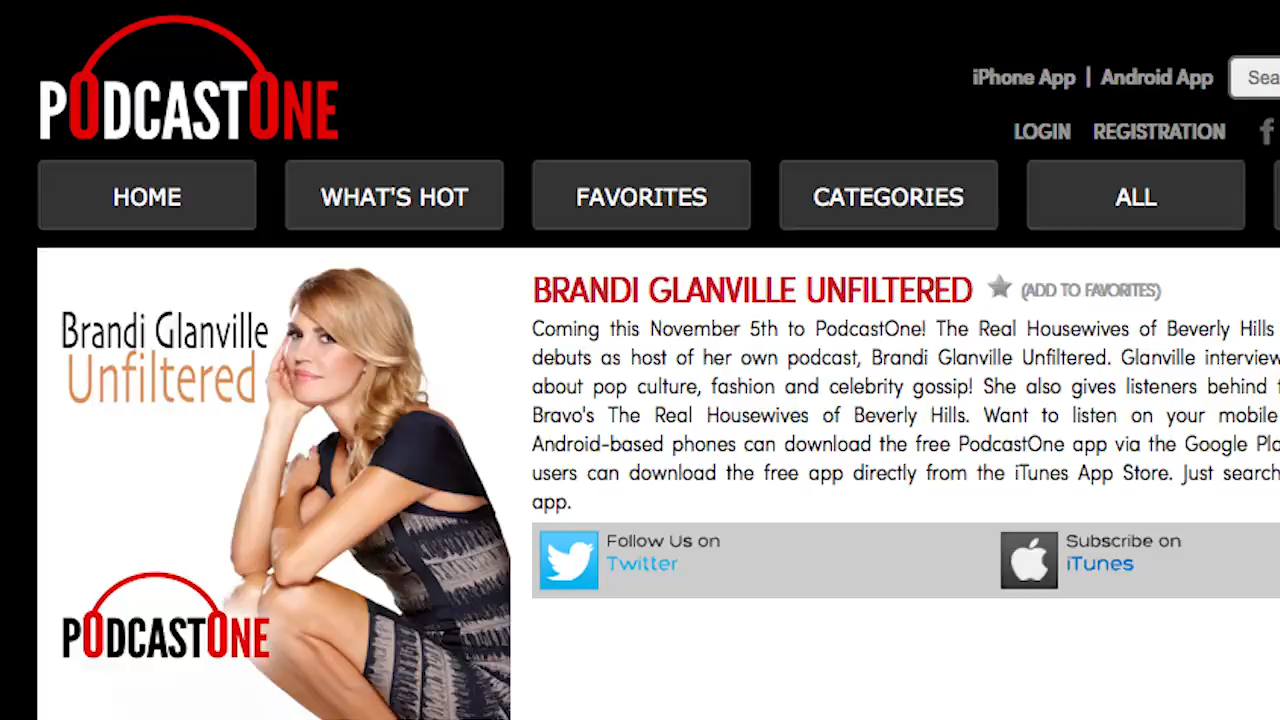 PODCASTONE
iPhone App | Android App
Sea
LOGIN REGISTRATION
HOME WHAT'S HOT FAVORITES CATEGORIES ALL
Brandi Glanville
Unfiltered
PODCASTONE
BRANDI GLANVILLE UNFILTERED (ADD TO FAVORITES)
Coming this November 5th to PodcastOne! The Real Housewives of Beverly Hills
debuts as host of her own podcast, Brandi Glanville Unfiltered. Glanville interview
about pop culture, fashion and celebrity gossip! She also gives listeners behind
Bravo's The Real Housewives of Beverly Hills. Want to listen on your mobile
Android-based phones can download the free PodcastOne app via the Google Pla
users can download the free app directly from the iTunes App Store. Just search
app.
Follow Us on
Twitter
Subscribe on
iTunes